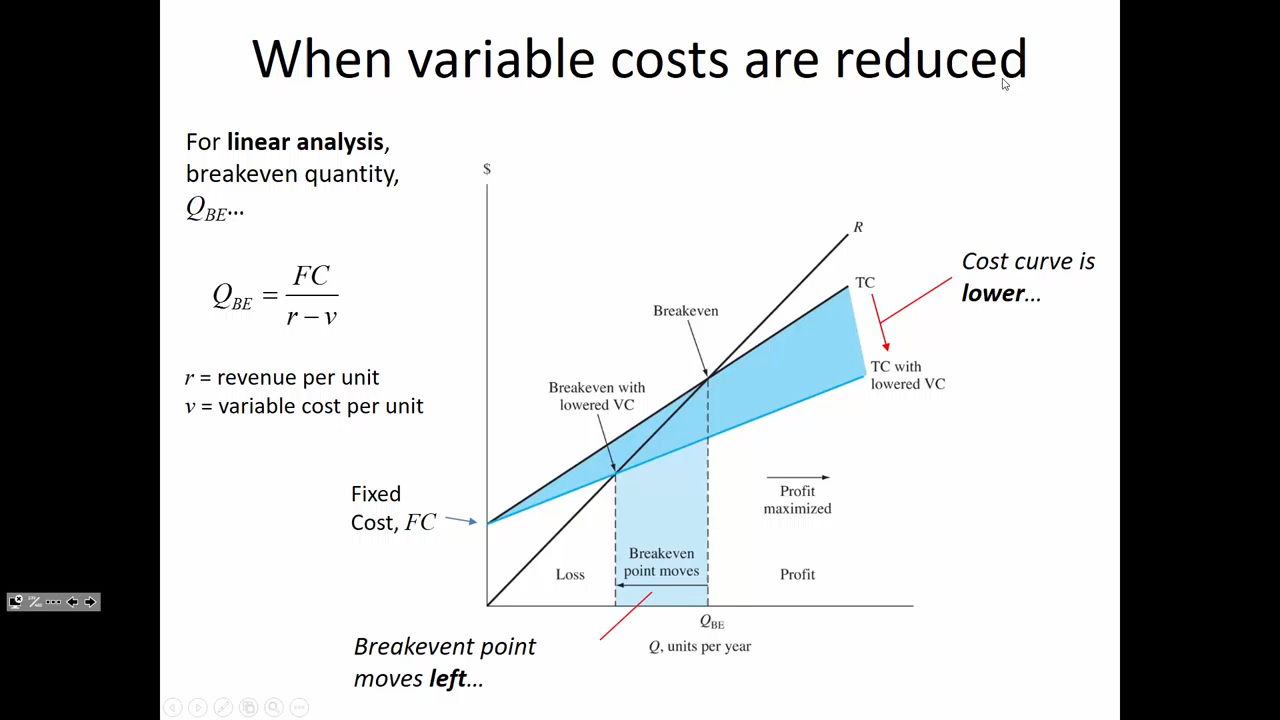 When variable costs are reduced
For linear analysis,
breakeven quantity,
QBE...
QBE = FC
r − v
r = revenue per unit
v = variable cost per unit
$
R
Cost curve is
lower...
TC
Breakeven
TC with
lowered VC
Breakeven with
lowered VC
Fixed
Cost, FC
Profit
maximized
Breakeven
point moves
Loss
Profit
QBE
Q, units per year
Breakevent point
moves left...